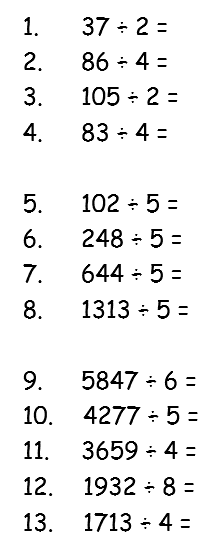 1. 37 ÷ 2 =
2. 86 ÷ 4 =
3. 105 ÷ 2 =
4. 83 ÷ 4 =
5. 102 ÷ 5 =
6. 248 ÷ 5 =
7. 644 ÷ 5 =
8. 1313 ÷ 5 =
9. 5847 ÷ 6 =
10. 4277 ÷ 5 =
11. 3659 ÷ 4 =
12. 1932 ÷ 8 =
13. 1713 ÷ 4 =